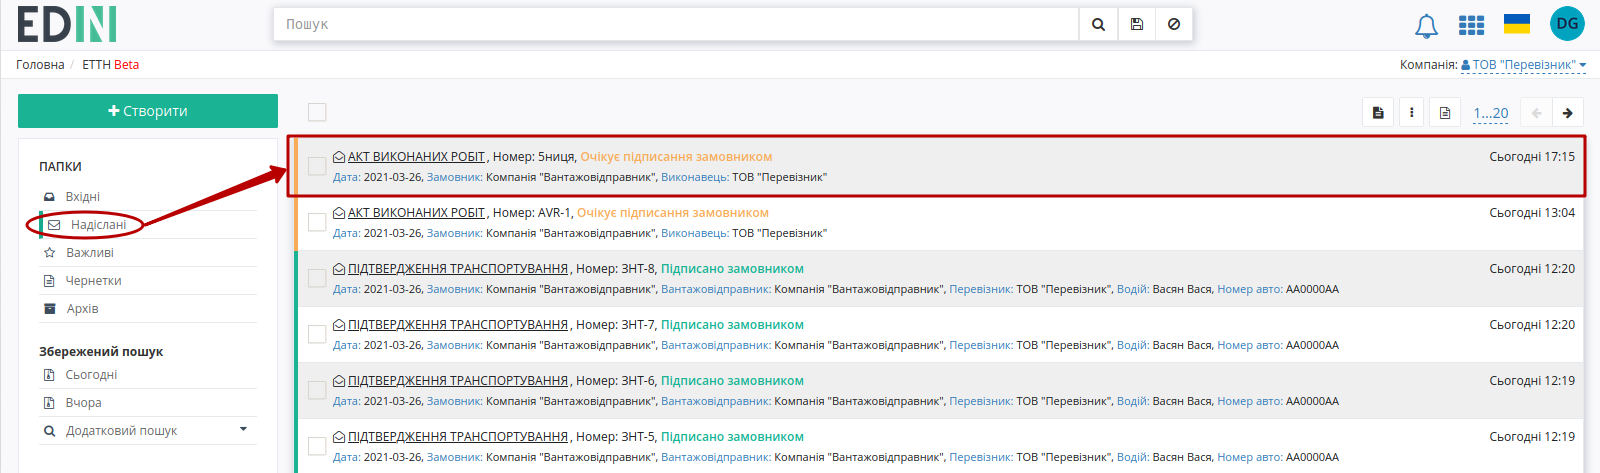 EDIN
Пошук
DG
Головна / ЕТТН Beta
Компанія: ТОВ "Перевізник"
Створити
1...20
ПАПКИ
Вхідні
Надіслані
Важливі
Чернетки
Архів
Збережений пошук
Сьогодні
Вчора
Додатковий пошук
АКТ ВИКОНАНИХ РОБІТ, Номер: 5ниця, Очікує підписання замовником Сьогодні 17:15
Дата: 2021-03-26, Замовник: Компанія "Вантажовідправник", Виконавець: ТОВ "Перевізник"
АКТ ВИКОНАНИХ РОБІТ, Номер: AVR-1, Очікує підписання замовником Сьогодні 13:04
Дата: 2021-03-26, Замовник: Компанія "Вантажовідправник", Виконавець: ТОВ "Перевізник"
ПІДТВЕРДЖЕННЯ ТРАНСПОРТУВАННЯ, Номер: ЗНТ-8, Підписано замовником Сьогодні 12:20
Дата: 2021-03-26, Замовник: Компанія "Вантажовідправник", Вантажовідправник: Компанія "Вантажовідправник", Перевізник: ТОВ "Перевізник", Водій: Васян Вася, Номер авто: АА0000АА
ПІДТВЕРДЖЕННЯ ТРАНСПОРТУВАННЯ, Номер: ЗНТ-7, Підписано замовником Сьогодні 12:20
Дата: 2021-03-26, Замовник: Компанія "Вантажовідправник", Вантажовідправник: Компанія "Вантажовідправник", Перевізник: ТОВ "Перевізник", Водій: Васян Вася, Номер авто: АА0000АА
ПІДТВЕРДЖЕННЯ ТРАНСПОРТУВАННЯ, Номер: ЗНТ-6, Підписано замовником Сьогодні 12:19
Дата: 2021-03-26, Замовник: Компанія "Вантажовідправник", Вантажовідправник: Компанія "Вантажовідправник", Перевізник: ТОВ "Перевізник", Водій: Васян Вася, Номер авто: АА0000АА
ПІДТВЕРДЖЕННЯ ТРАНСПОРТУВАННЯ, Номер: ЗНТ-5, Підписано замовником Сьогодні 12:19
Дата: 2021-03-26, Замовник: Компанія "Вантажовідправник", Вантажовідправник: Компанія "Вантажовідправник", Перевізник: ТОВ "Перевізник", Водій: Васян Вася, Номер авто: АА0000АА